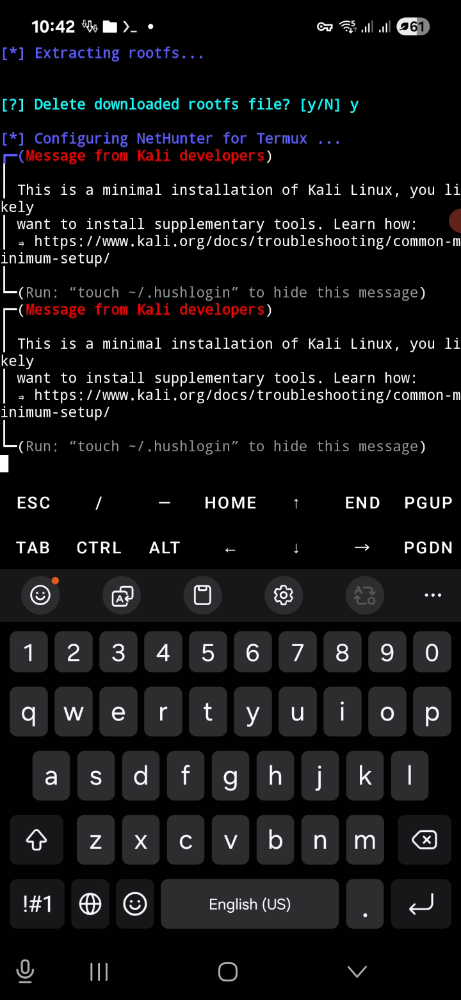 10:42
61
[*] Extracting rootfs...
[?] Delete downloaded rootfs file? [y/N] y
[*] Configuring NetHunter for Termux ...
(Message from Kali developers)
This is a minimal installation of Kali Linux, you li
kely
want to install supplementary tools. Learn how:
⇒ https://www.kali.org/docs/troubleshooting/common-m
inimum-setup/
(Run: “touch ~/.hushlogin” to hide this message)
(Message from Kali developers)
This is a minimal installation of Kali Linux, you li
kely
want to install supplementary tools. Learn how:
⇒ https://www.kali.org/docs/troubleshooting/common-m
inimum-setup/
(Run: “touch ~/.hushlogin” to hide this message)
ESC / — HOME ↑ END PGUP
TAB CTRL ALT ← ↓ → PGDN
1 2 3 4 5 6 7 8 9 0
q w e r t y u i o p
a s d f g h j k l
z x c v b n m
!#1 English (US) .